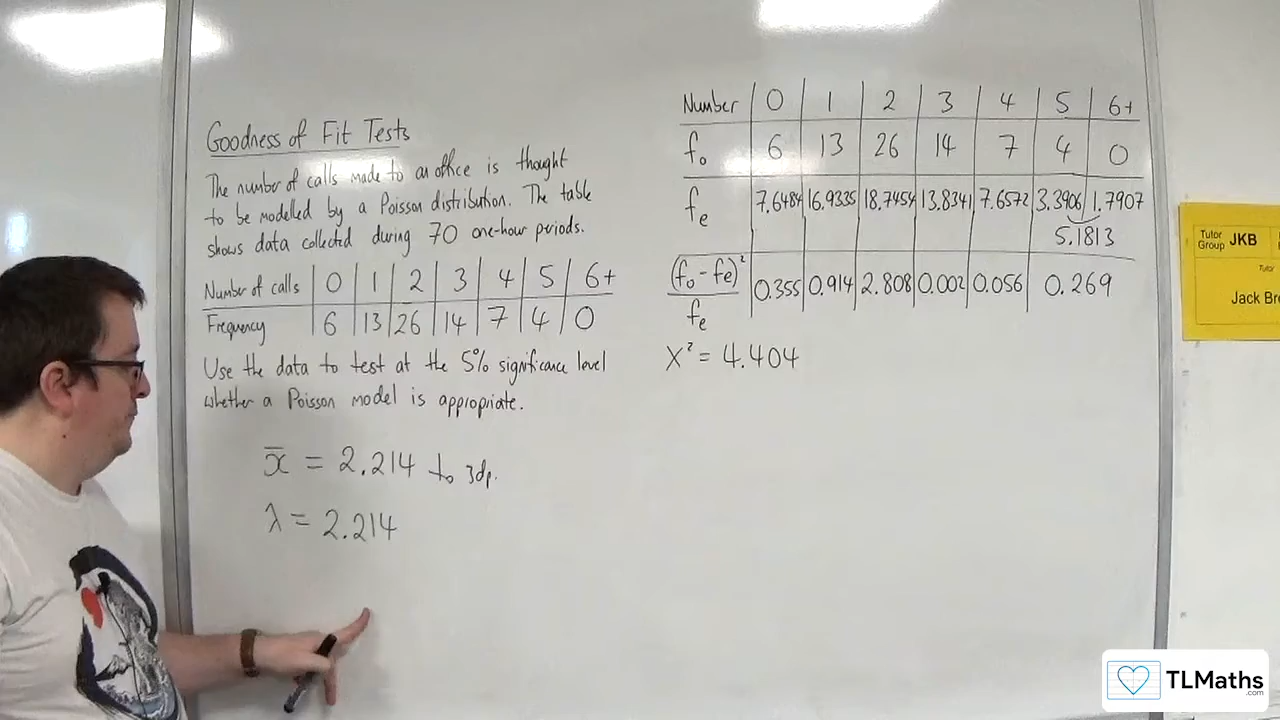 Goodness of Fit Tests
The number of calls made to an office is thought
to be modelled by a Poisson distribution. The table
shows data collected during 70 one-hour periods.
Number of calls 0 1 2 3 4 5 6+
Frequency 6 13 26 14 7 4 0
Use the data to test at the 5% significance level
whether a Poisson model is appropriate.
x̄ = 2.214 to 3dp.
λ = 2.214
Number 0 1 2 3 4 5 6+
fₒ 6 13 26 14 7 4 0
fₑ 7.6484 16.9335 18.7454 13.8341 7.6572 3.3906 1.7907
5.1813
(fₒ - fe)²
fₑ
0.355 0.914 2.808 0.002 0.056 0.269
X² = 4.404
Tutor
Group JKB
Tutor
Jack Br
TLMaths
.com